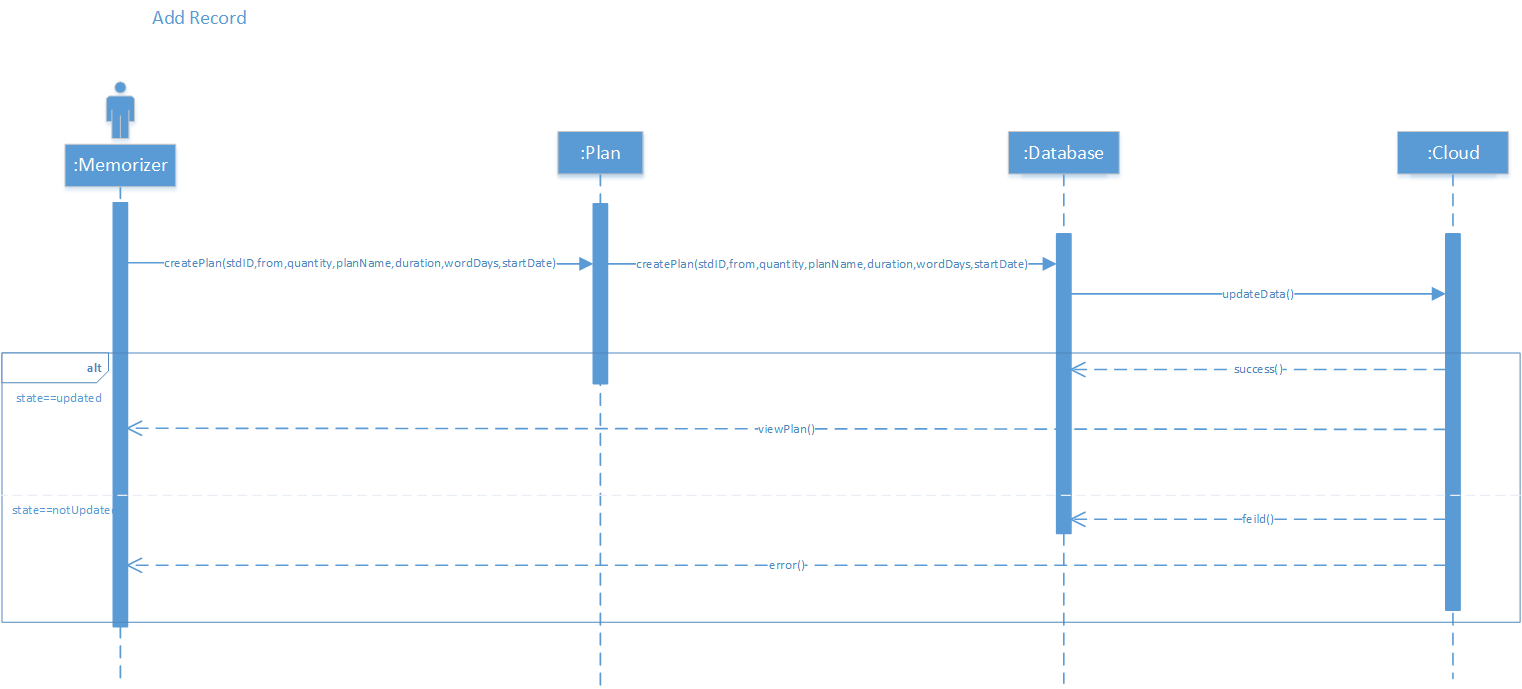 Add Record
:Memorizer
:Plan
:Database
:Cloud
createPlan(stdID,from,quantity,planName,duration,wordDays,startDate)
createPlan(stdID,from,quantity,planName,duration,wordDays,startDate)
updateData()
alt
success()
state==updated
viewPlan()
state==notUpdate
feild()
error()